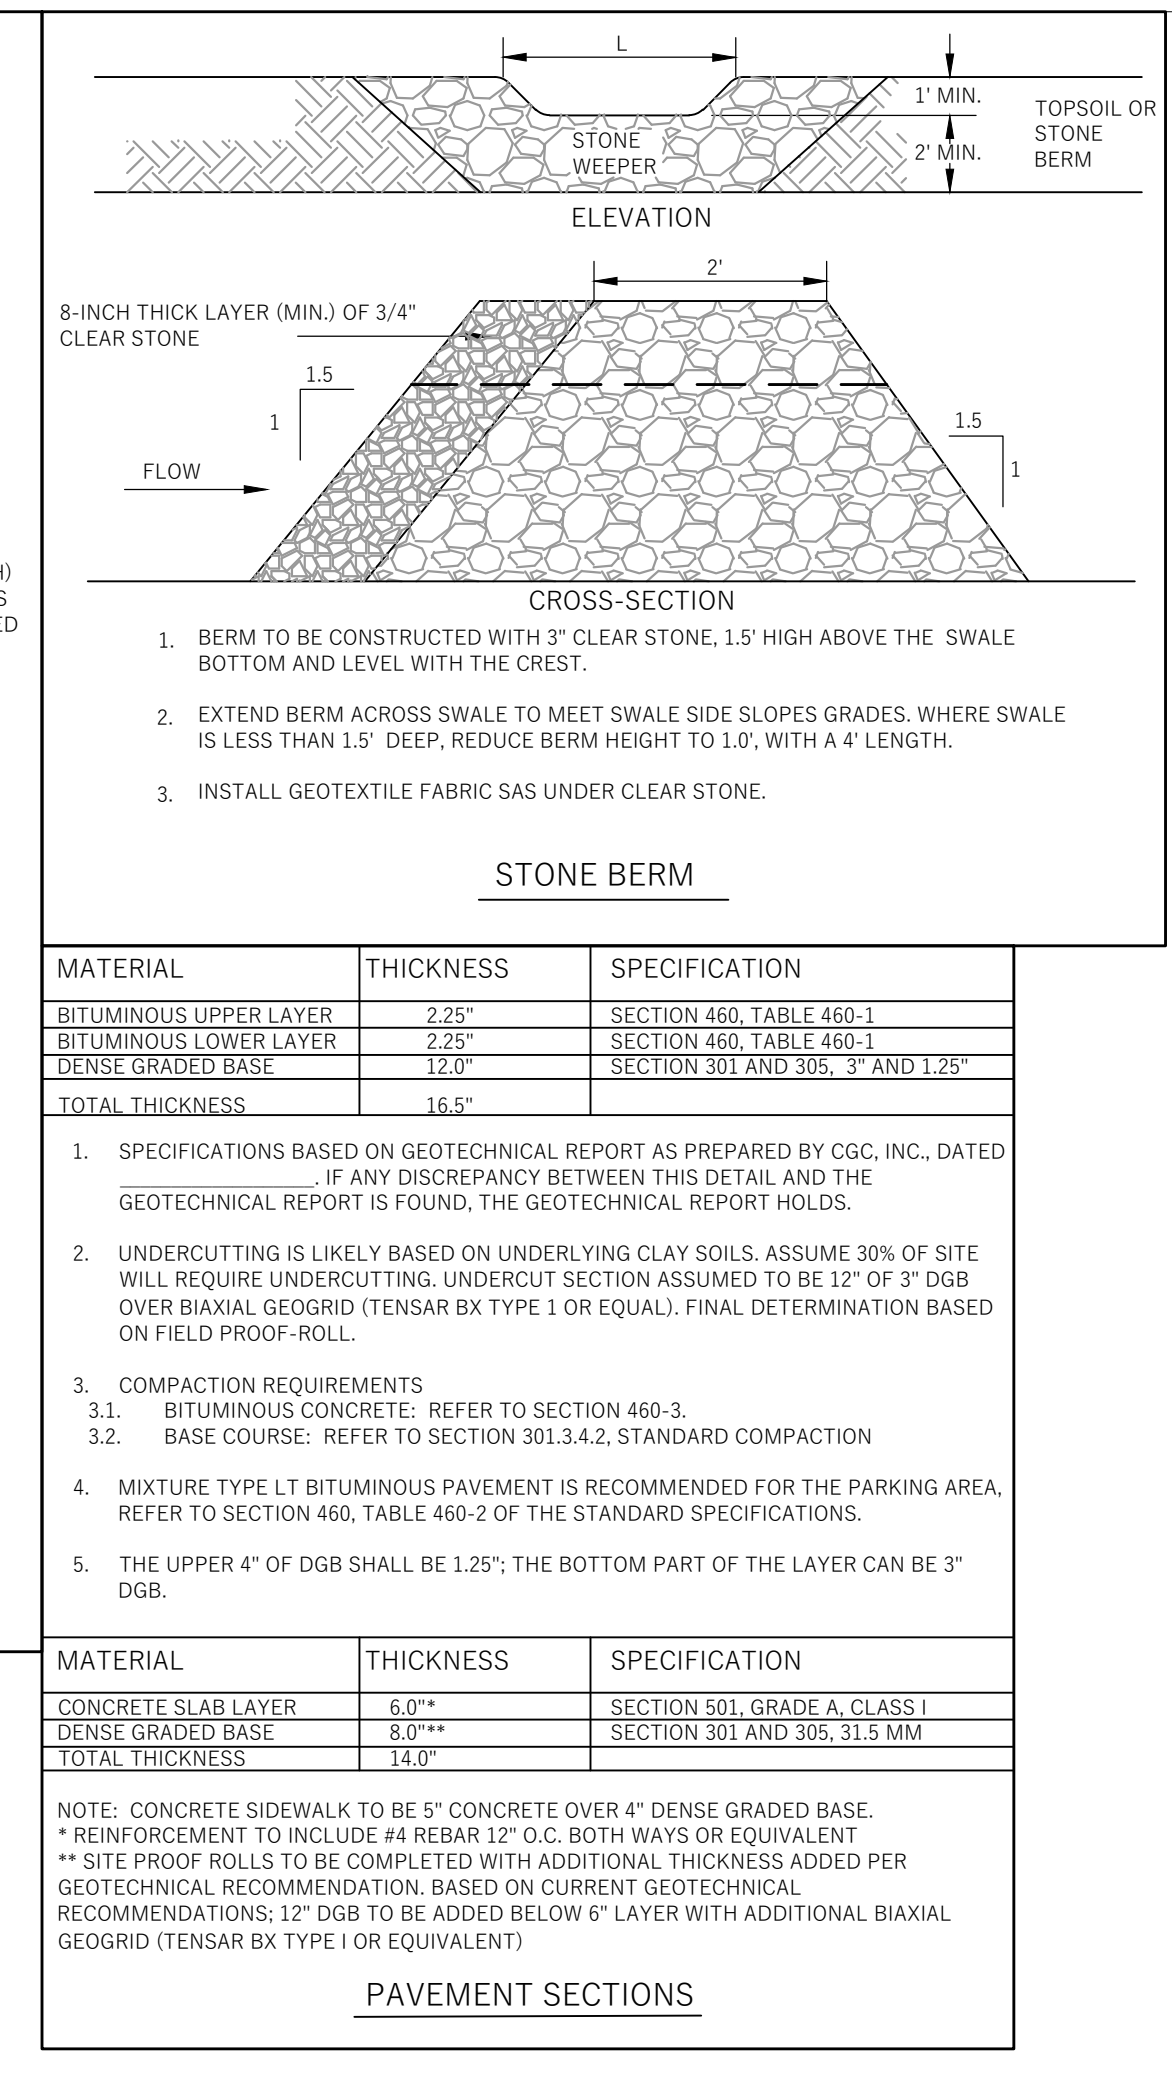 L
1' MIN.
2' MIN.
TOPSOIL OR
STONE
BERM
STONE
WEEPER
ELEVATION
2'
8-INCH THICK LAYER (MIN.) OF 3/4"
CLEAR STONE
1.5
1
1.5
1
FLOW
CROSS-SECTION
1. BERM TO BE CONSTRUCTED WITH 3" CLEAR STONE, 1.5' HIGH ABOVE THE SWALE
BOTTOM AND LEVEL WITH THE CREST.
2. EXTEND BERM ACROSS SWALE TO MEET SWALE SIDE SLOPES GRADES. WHERE SWALE
IS LESS THAN 1.5' DEEP, REDUCE BERM HEIGHT TO 1.0', WITH A 4' LENGTH.
3. INSTALL GEOTEXTILE FABRIC SAS UNDER CLEAR STONE.
STONE BERM
MATERIAL THICKNESS SPECIFICATION
BITUMINOUS UPPER LAYER 2.25" SECTION 460, TABLE 460-1
BITUMINOUS LOWER LAYER 2.25" SECTION 460, TABLE 460-1
DENSE GRADED BASE 12.0" SECTION 301 AND 305, 3" AND 1.25"
TOTAL THICKNESS 16.5"
1. SPECIFICATIONS BASED ON GEOTECHNICAL REPORT AS PREPARED BY CGC, INC., DATED
__________________. IF ANY DISCREPANCY BETWEEN THIS DETAIL AND THE
GEOTECHNICAL REPORT IS FOUND, THE GEOTECHNICAL REPORT HOLDS.
2. UNDERCUTTING IS LIKELY BASED ON UNDERLYING CLAY SOILS. ASSUME 30% OF SITE
WILL REQUIRE UNDERCUTTING. UNDERCUT SECTION ASSUMED TO BE 12" OF 3" DGB
OVER BIAXIAL GEOGRID (TENSAR BX TYPE 1 OR EQUAL). FINAL DETERMINATION BASED
ON FIELD PROOF-ROLL.
3. COMPACTION REQUIREMENTS
3.1. BITUMINOUS CONCRETE: REFER TO SECTION 460-3.
3.2. BASE COURSE: REFER TO SECTION 301.3.4.2, STANDARD COMPACTION
4. MIXTURE TYPE LT BITUMINOUS PAVEMENT IS RECOMMENDED FOR THE PARKING AREA,
REFER TO SECTION 460, TABLE 460-2 OF THE STANDARD SPECIFICATIONS.
5. THE UPPER 4" OF DGB SHALL BE 1.25"; THE BOTTOM PART OF THE LAYER CAN BE 3"
DGB.
MATERIAL THICKNESS SPECIFICATION
CONCRETE SLAB LAYER 6.0"* SECTION 501, GRADE A, CLASS I
DENSE GRADED BASE 8.0"** SECTION 301 AND 305, 31.5 MM
TOTAL THICKNESS 14.0"
NOTE: CONCRETE SIDEWALK TO BE 5" CONCRETE OVER 4" DENSE GRADED BASE.
* REINFORCEMENT TO INCLUDE #4 REBAR 12" O.C. BOTH WAYS OR EQUIVALENT
** SITE PROOF ROLLS TO BE COMPLETED WITH ADDITIONAL THICKNESS ADDED PER
GEOTECHNICAL RECOMMENDATION. BASED ON CURRENT GEOTECHNICAL
RECOMMENDATIONS; 12" DGB TO BE ADDED BELOW 6" LAYER WITH ADDITIONAL BIAXIAL
GEOGRID (TENSAR BX TYPE I OR EQUIVALENT)
PAVEMENT SECTIONS